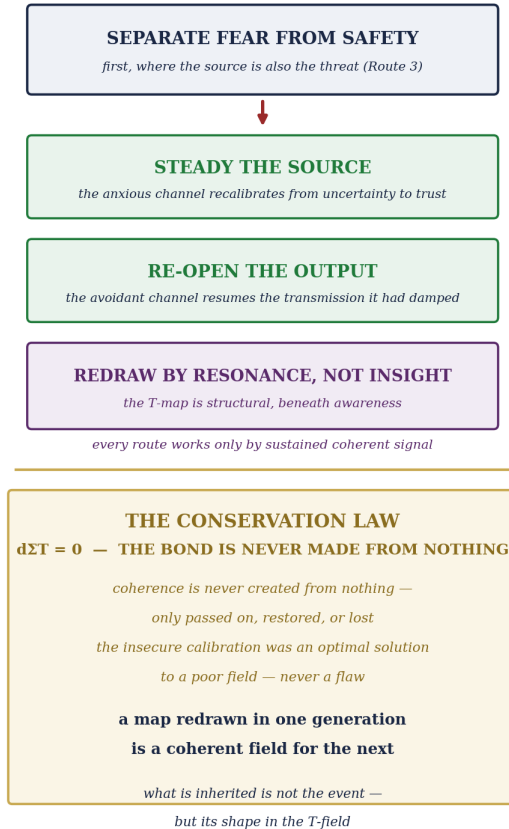 SEPARATE FEAR FROM SAFETY
first, where the source is also the threat (Route 3)
STEADY THE SOURCE
the anxious channel recalibrates from uncertainty to trust
RE-OPEN THE OUTPUT
the avoidant channel resumes the transmission it had damped
REDRAW BY RESONANCE, NOT INSIGHT
the T-map is structural, beneath awareness
every route works only by sustained coherent signal
THE CONSERVATION LAW
dΣT = 0 — THE BOND IS NEVER MADE FROM NOTHING
coherence is never created from nothing —
only passed on, restored, or lost
the insecure calibration was an optimal solution
to a poor field — never a flaw
a map redrawn in one generation
is a coherent field for the next
what is inherited is not the event —
but its shape in the T-field